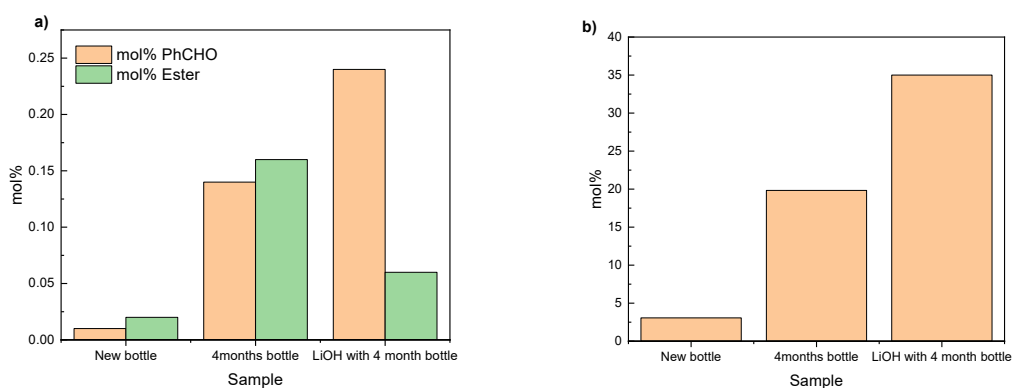 a)
mol% PhCHO
mol% Ester
0.25
0.20
0.15
0.10
0.05
0.00
mol%
New bottle
4months bottle
LiOH with 4 month bottle
Sample
b)
40
35
30
25
20
15
10
5
0
mol%
New bottle
4months bottle
LiOH with 4 month bottle
Sample